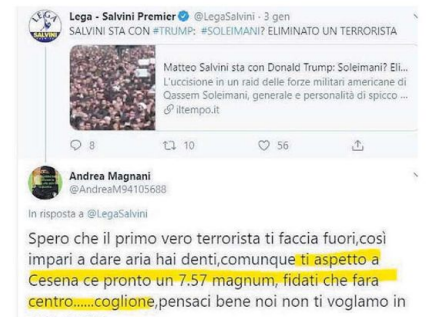 LEGA
SALVINI
Lega - Salvini Premier @LegaSalvini · 3 gen
SALVINI STA CON #TRUMP: #SOLEIMANI? ELIMINATO UN TERRORISTA
Matteo Salvini sta con Donald Trump: Soleimani? Eli...
L'uccisione in un raid delle forze militari americane di
Qassem Soleimani, generale e personalità di spicco ...
iltempo.it
8 10 56
Andrea Magnani
@AndreaM94105688
In risposta a @LegaSalvini
Spero che il primo vero terrorista ti faccia fuori,così
impari a dare aria hai denti,comunque ti aspetto a
Cesena ce pronto un 7.57 magnum, fidati che fara
centro......coglione,pensaci bene noi non ti voglamo in